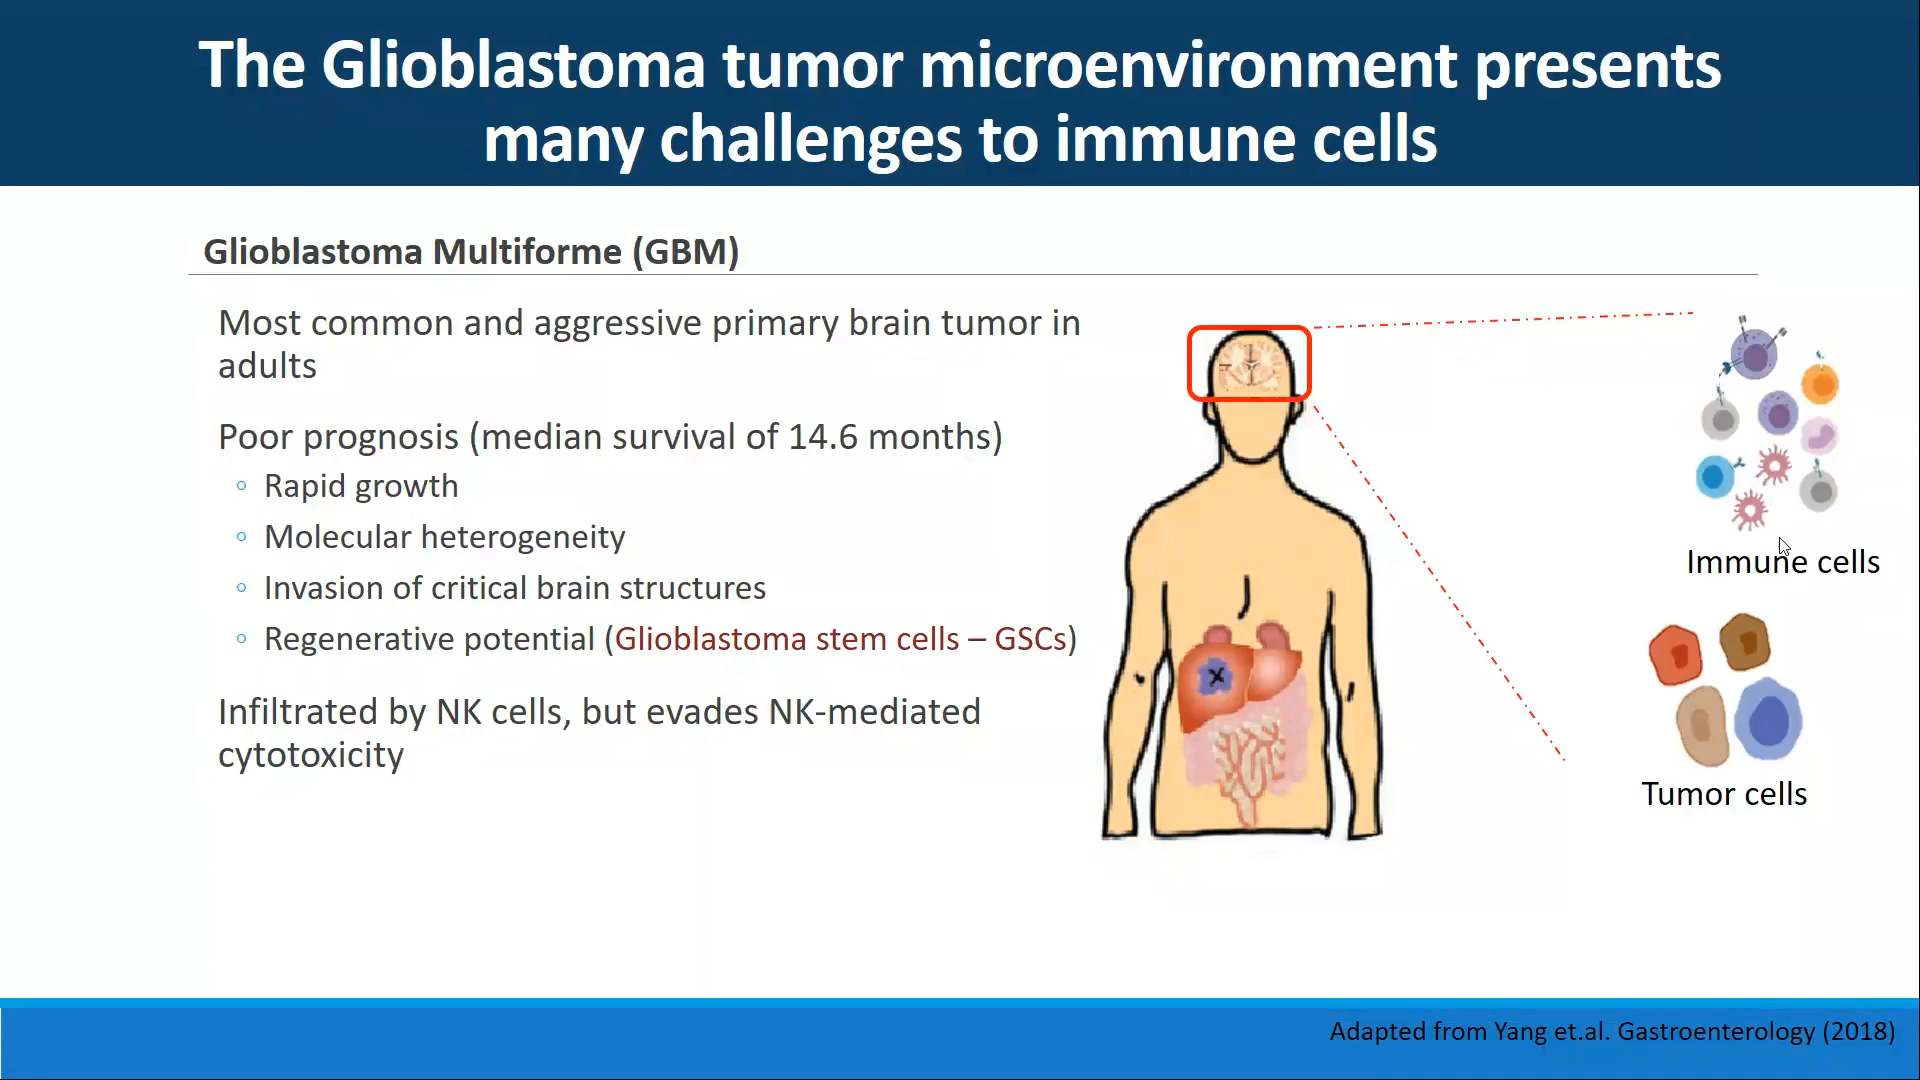 The Glioblastoma tumor microenvironment presents
many challenges to immune cells
Glioblastoma Multiforme (GBM)
Most common and aggressive primary brain tumor in
adults
Poor prognosis (median survival of 14.6 months)
Rapid growth
Molecular heterogeneity
Invasion of critical brain structures
Regenerative potential (Glioblastoma stem cells – GSCs)
Infiltrated by NK cells, but evades NK-mediated
cytotoxicity
Immune cells
Tumor cells
Adapted from Yang et.al. Gastroenterology (2018)